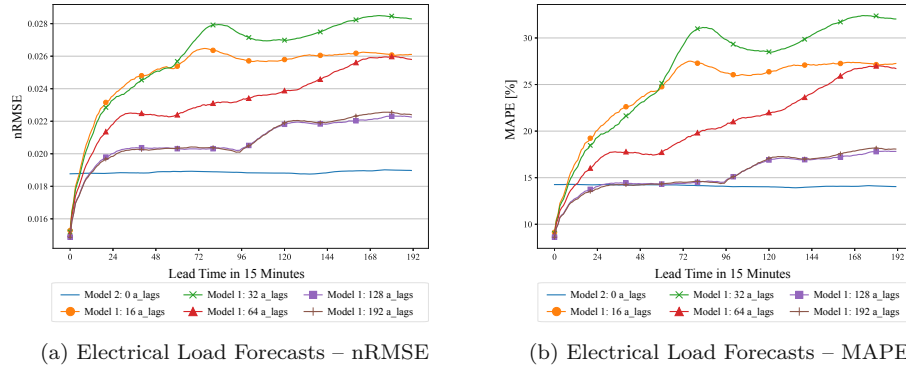 nRMSE
0.028
0.026
0.024
0.022
0.020
0.018
0.016
0 24 48 72 96 120 144 168 192
Lead Time in 15 Minutes
Model 2: 0 a_lags Model 1: 32 a_lags Model 1: 128 a_lags
Model 1: 16 a_lags Model 1: 64 a_lags Model 1: 192 a_lags
(a) Electrical Load Forecasts – nRMSE
MAPE [%]
30
25
20
15
10
0 24 48 72 96 120 144 168 192
Lead Time in 15 Minutes
Model 2: 0 a_lags Model 1: 32 a_lags Model 1: 128 a_lags
Model 1: 16 a_lags Model 1: 64 a_lags Model 1: 192 a_lags
(b) Electrical Load Forecasts – MAPE